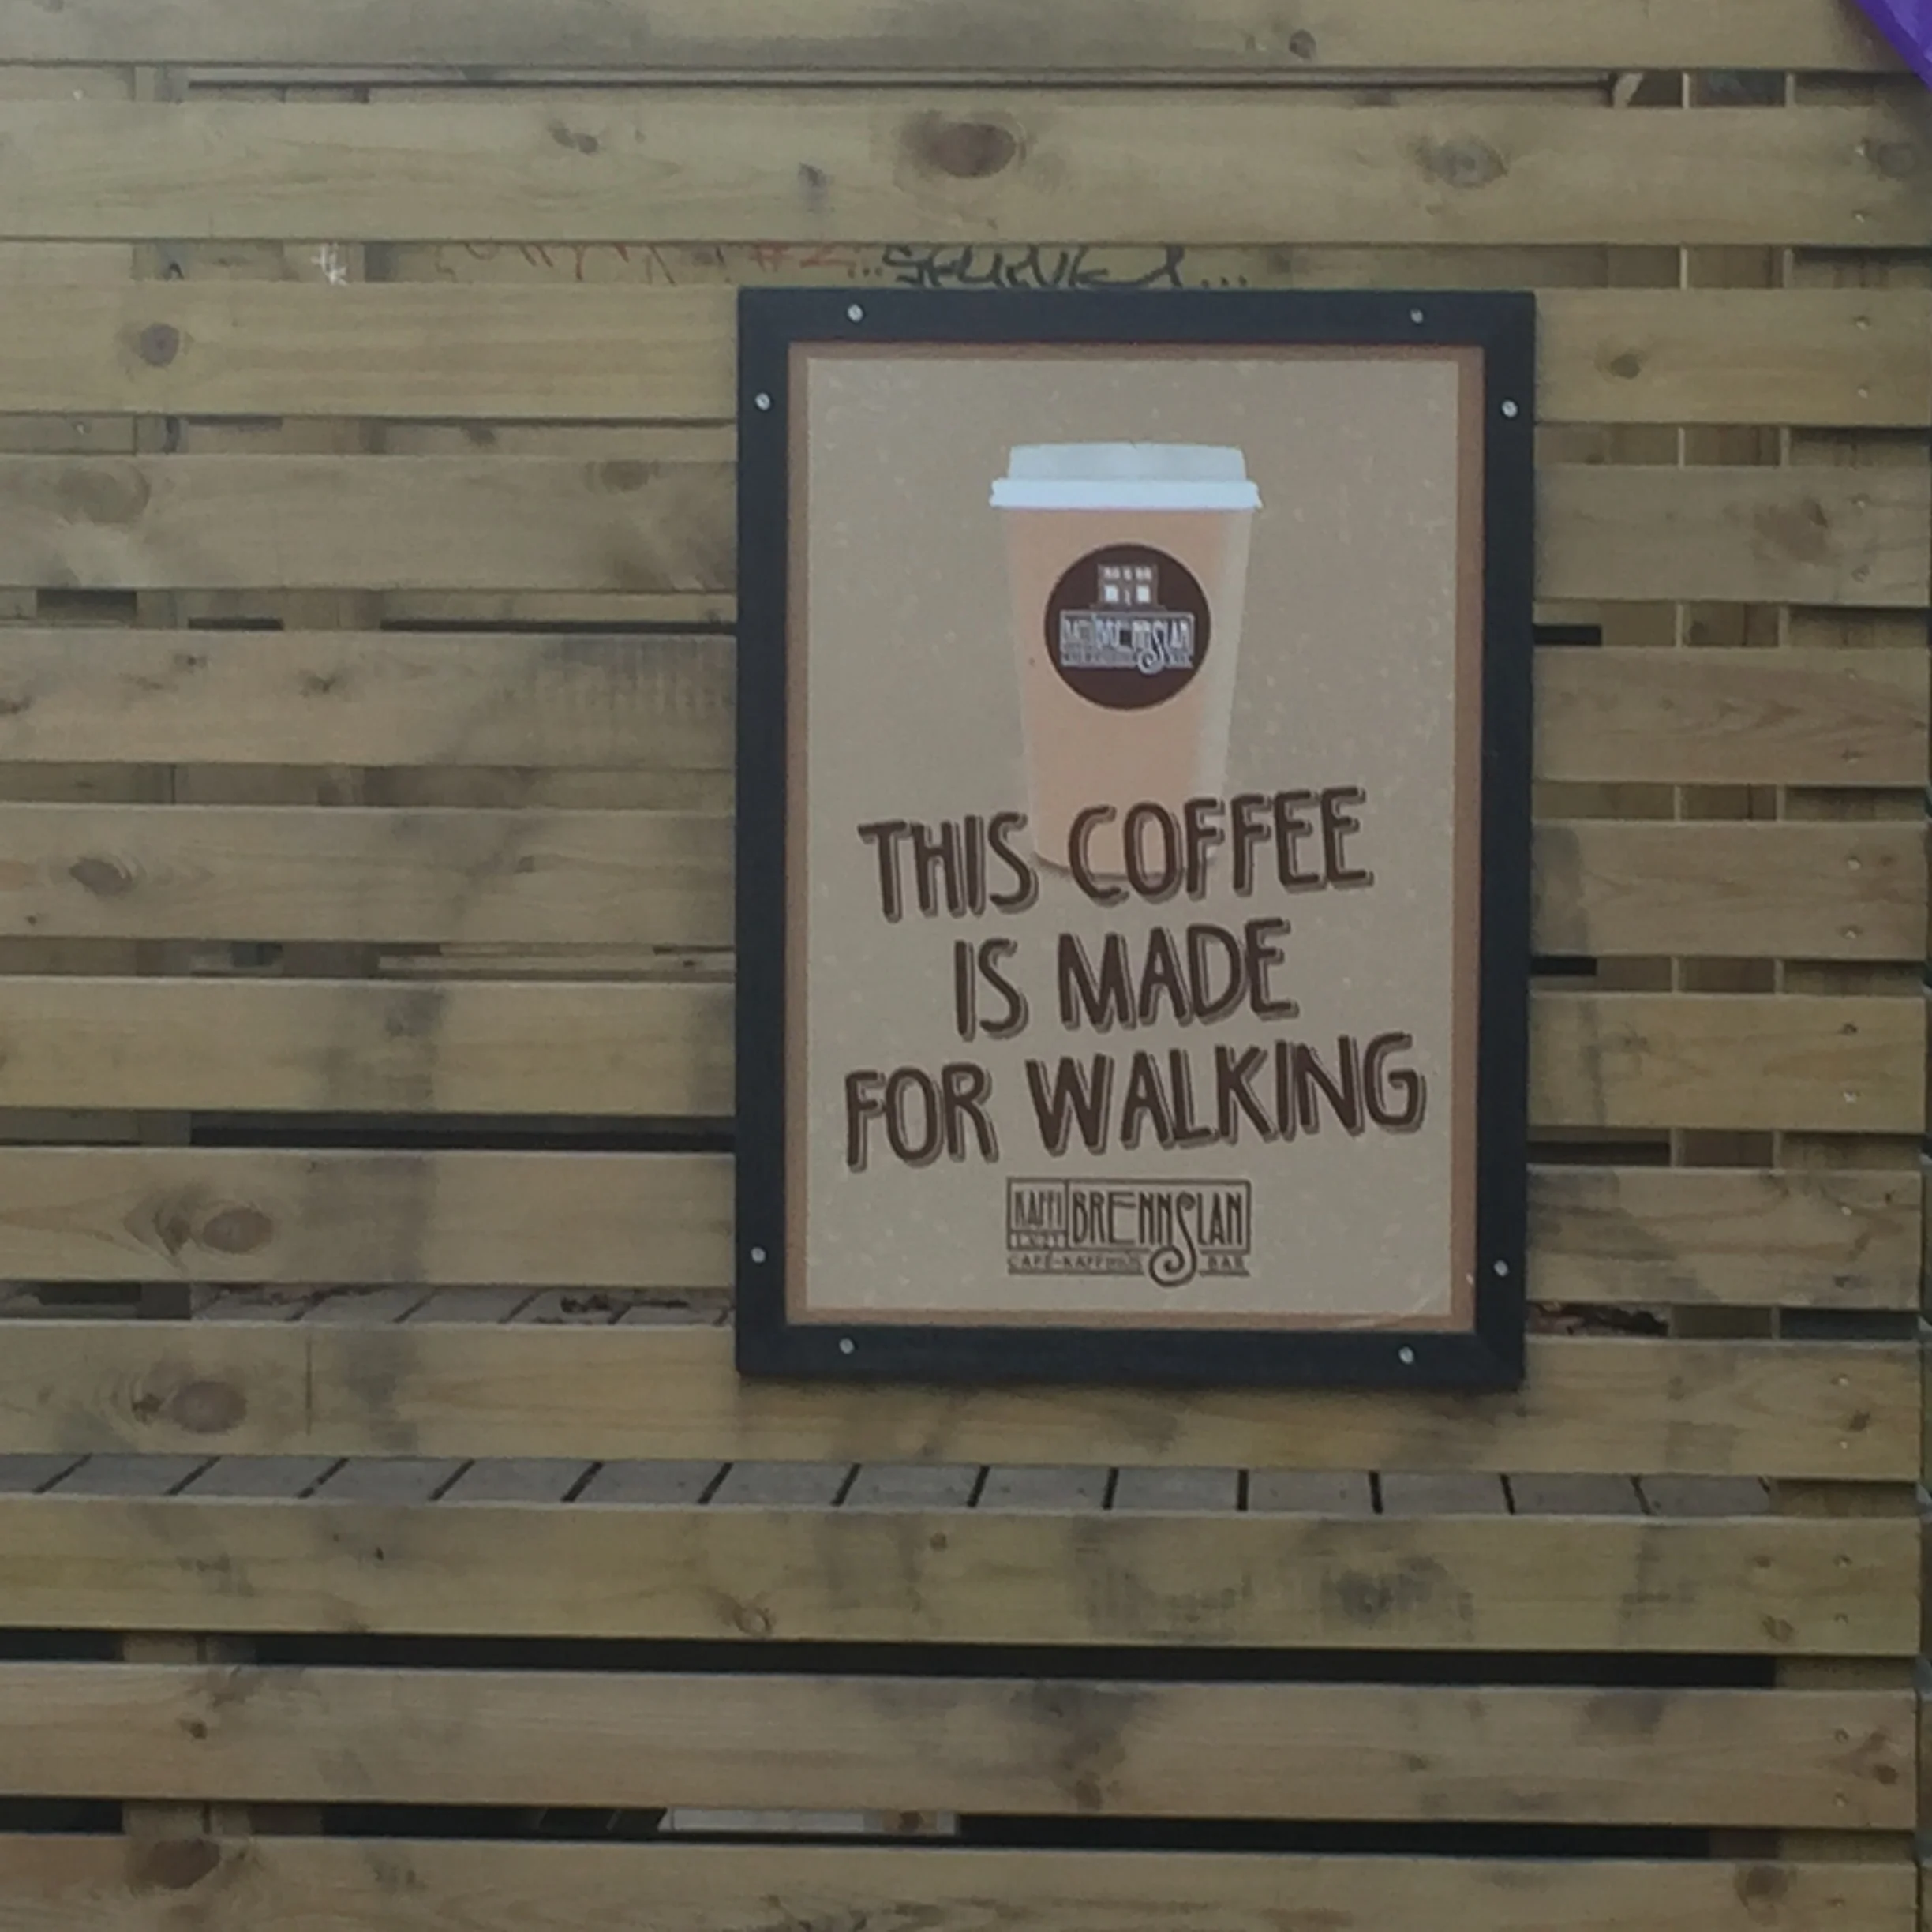 THIS COFFEE
IS MADE
FOR WALKING
KAFFI BRENNSLAN
CAFÉ-KAFFIHÚS BAR